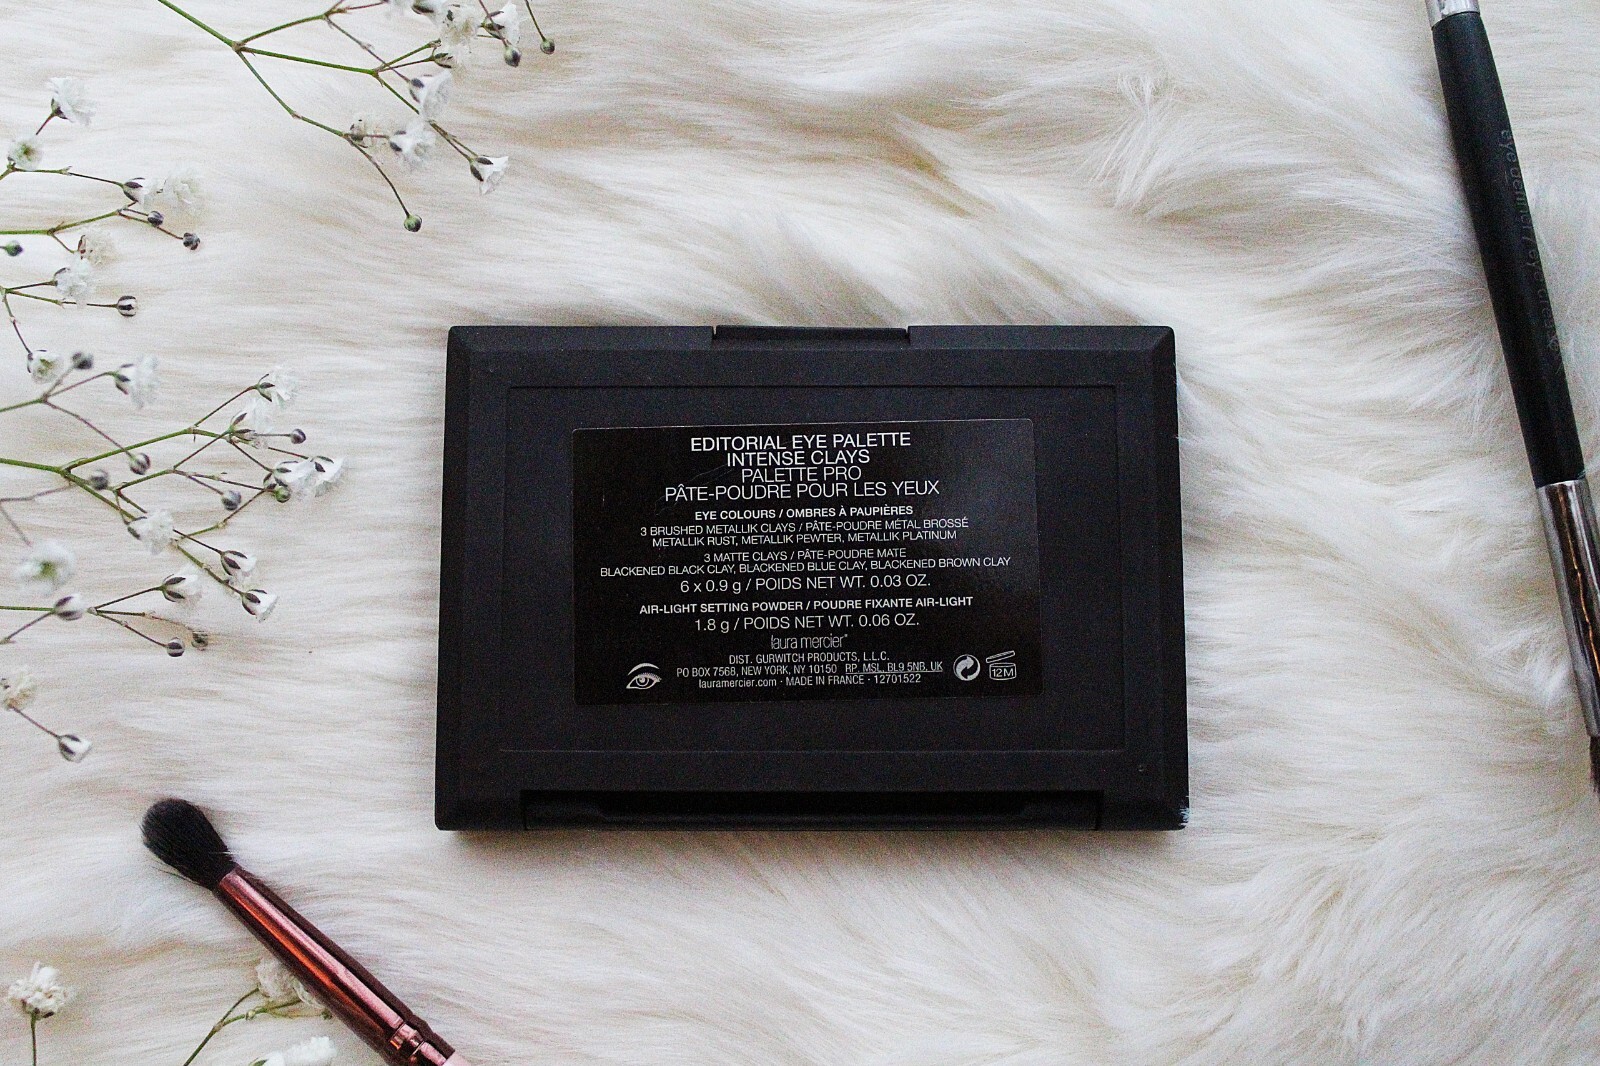 EDITORIAL EYE PALETTE
INTENSE CLAYS
PALETTE PRO
PÂTE-POUDRE POUR LES YEUX
EYE COLOURS / OMBRES À PAUPIÈRES
3 BRUSHED METALLIK CLAYS / PÂTE-POUDRE MÉTAL BROSSÉ
METALLIK RUST, METALLIK PEWTER, METALLIK PLATINUM
3 MATTE CLAYS / PÂTE-POUDRE MATE
BLACKENED BLACK CLAY, BLACKENED BLUE CLAY, BLACKENED BROWN CLAY
6 x 0.9 g / POIDS NET WT. 0.03 OZ.
AIR-LIGHT SETTING POWDER / POUDRE FIXANTE AIR-LIGHT
1.8 g / POIDS NET WT. 0.06 OZ.
laura mercier
DIST. GURWITCH PRODUCTS, L.L.C.
PO BOX 7568, NEW YORK, NY 10150 RP, MSL, BL9 5NB, UK
lauramercier.com · MADE IN FRANCE · 12701522
12M
eye